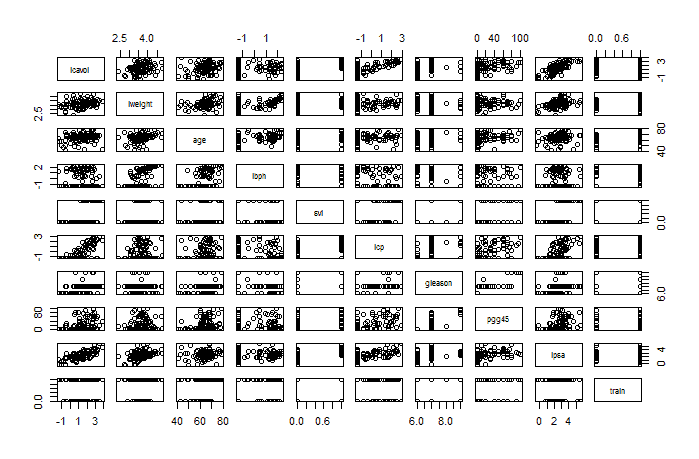 2.5 4.0 -1 1 -1 1 3 0 40 100 0.0 0.6
lcavol -1 3
2.5 lweight
age 40 80
-1 2 lbph
svi 0.0
-1 3 lcp
gleason 6.0
0 80 pgg45
lpsa 0 4
0.0 train
-1 1 3 40 60 80 0.0 0.6 6.0 8.0 0 2 4